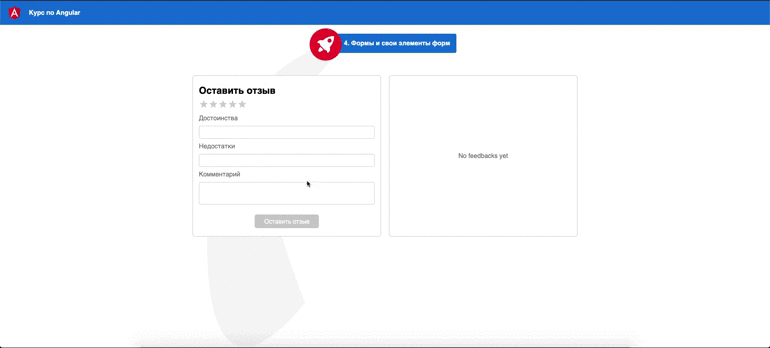 Курс по Angular
4. Формы и свои элементы форм
Оставить отзыв
Достоинства
Недостатки
Комментарий
Оставить отзыв
No feedbacks yet